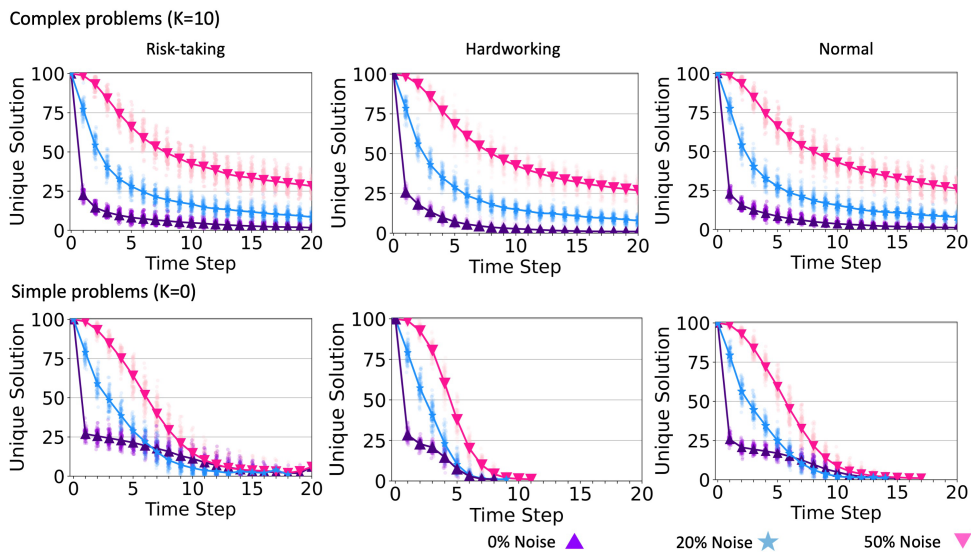 Complex problems (K=10)
Risk-taking
Hardworking
Normal
Unique Solution
100
75
50
25
0
0 5 10 15 20
Time Step
Unique Solution
100
75
50
25
0
0 5 10 15 20
Time Step
Unique Solution
100
75
50
25
0
0 5 10 15 20
Time Step
Simple problems (K=0)
Unique Solution
100
75
50
25
0
0 5 10 15 20
Time Step
Unique Solution
100
75
50
25
0
0 5 10 15 20
Time Step
Unique Solution
100
75
50
25
0
0 5 10 15 20
Time Step
0% Noise
20% Noise
50% Noise